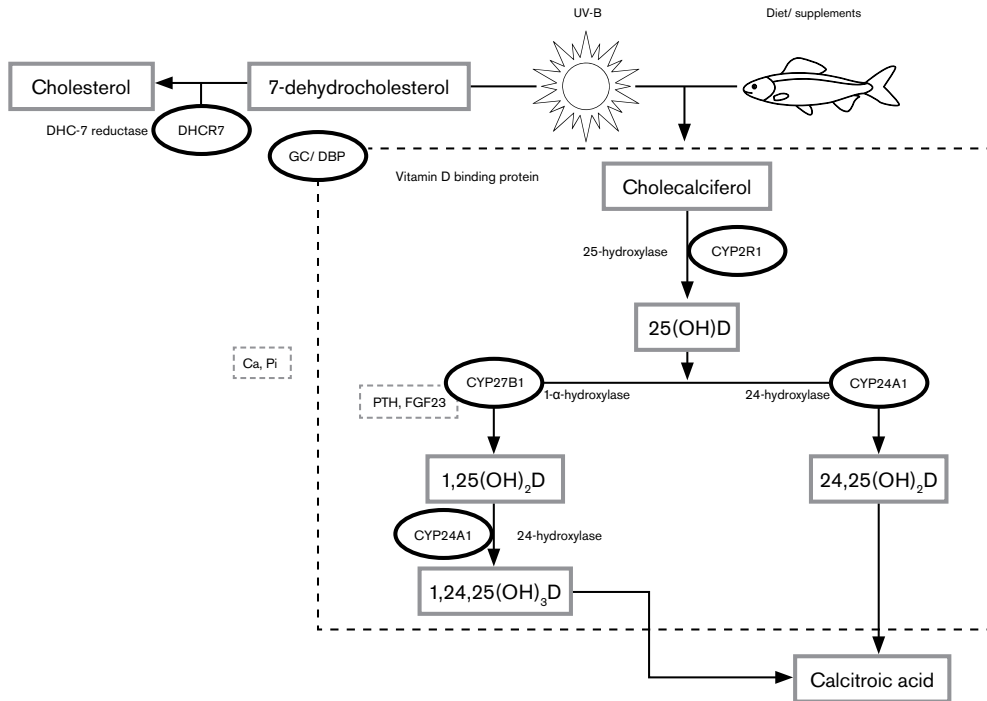 UV-B
Diet/ supplements
Cholesterol
7-dehydrocholesterol
DHC-7 reductase
DHCR7
GC/ DBP
Vitamin D binding protein
Cholecalciferol
25-hydroxylase
CYP2R1
25(OH)D
Ca, Pi
CYP27B1
1-α-hydroxylase
24-hydroxylase
CYP24A1
PTH, FGF23
1,25(OH)₂D
24,25(OH)₂D
CYP24A1
24-hydroxylase
1,24,25(OH)₃D
Calcitroic acid